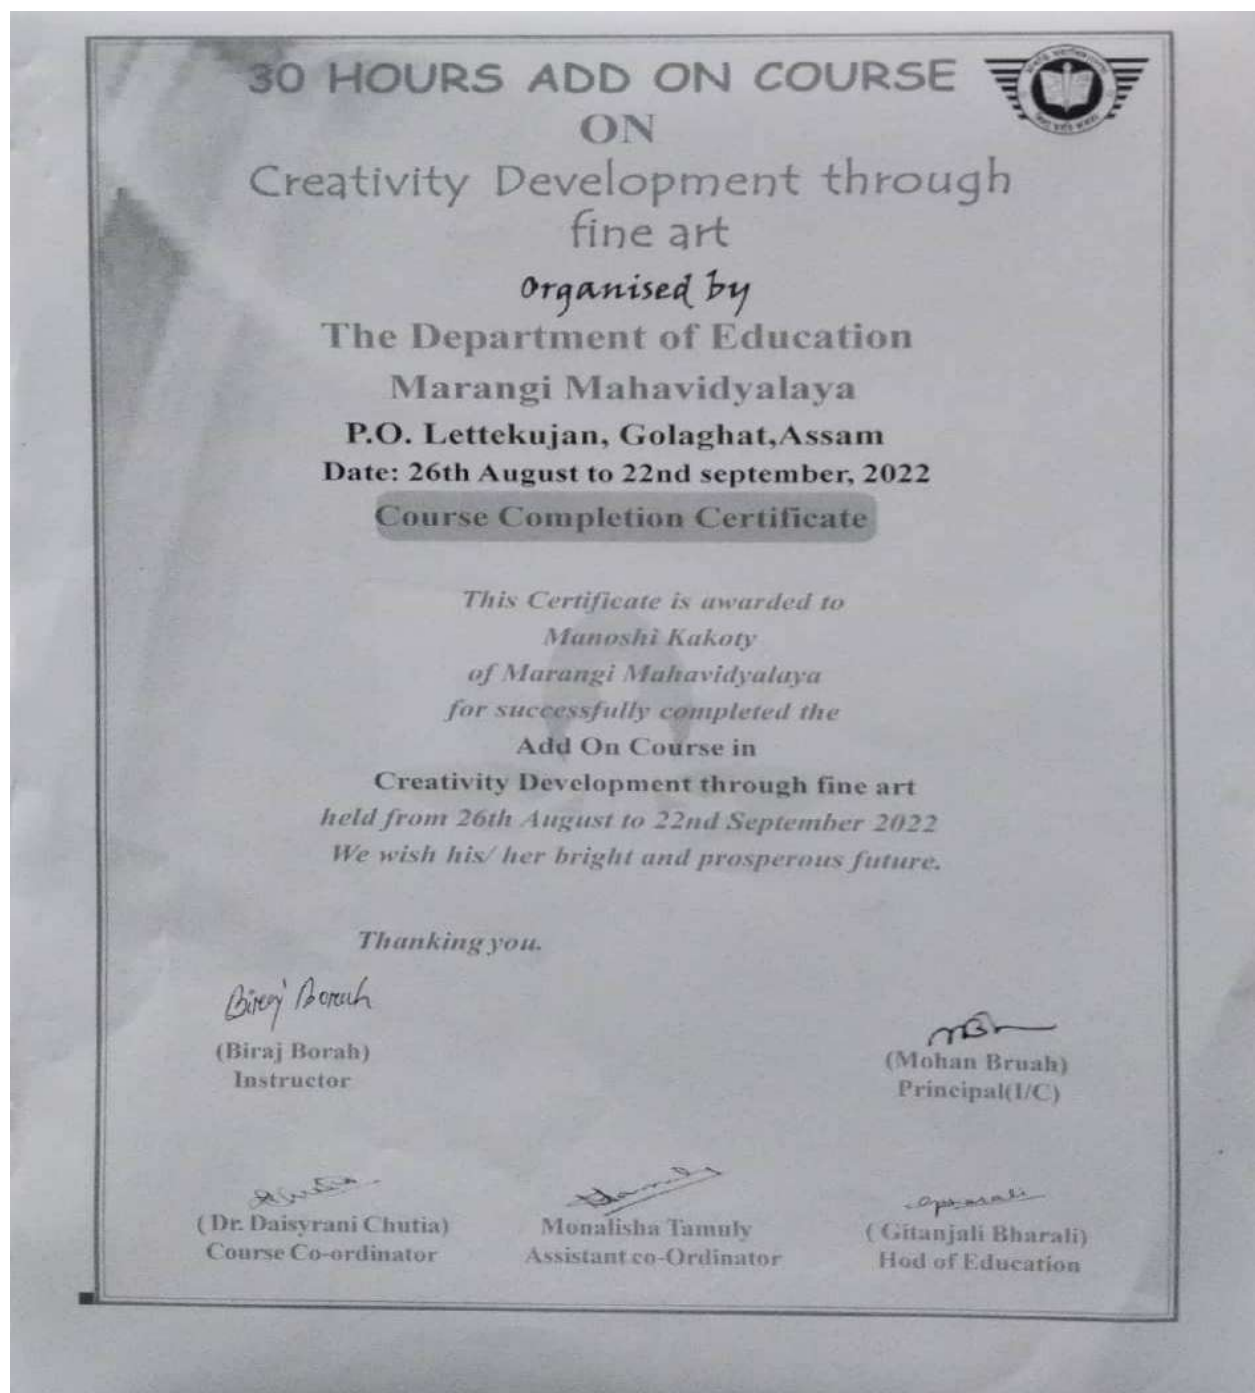 30 HOURS ADD ON COURSE
ON
Creativity Development through
fine art
Organised by
The Department of Education
Marangi Mahavidyalaya
P.O. Lettekujan, Golaghat,Assam
Date: 26th August to 22nd september, 2022
Course Completion Certificate
This Certificate is awarded to
Manoshi Kakoty
of Marangi Mahavidyalaya
for successfully completed the
Add On Course in
Creativity Development through fine art
held from 26th August to 22nd September 2022
We wish his/ her bright and prosperous future.
Thanking you.
Biraj Borah
(Biraj Borah)
Instructor
(Mohan Bruah)
Principal(I/C)
(Dr. Daisyrani Chutia)
Course Co-ordinator
Monalisha Tamuly
Assistant co-Ordinator
(Gitanjali Bharali)
Hod of Education